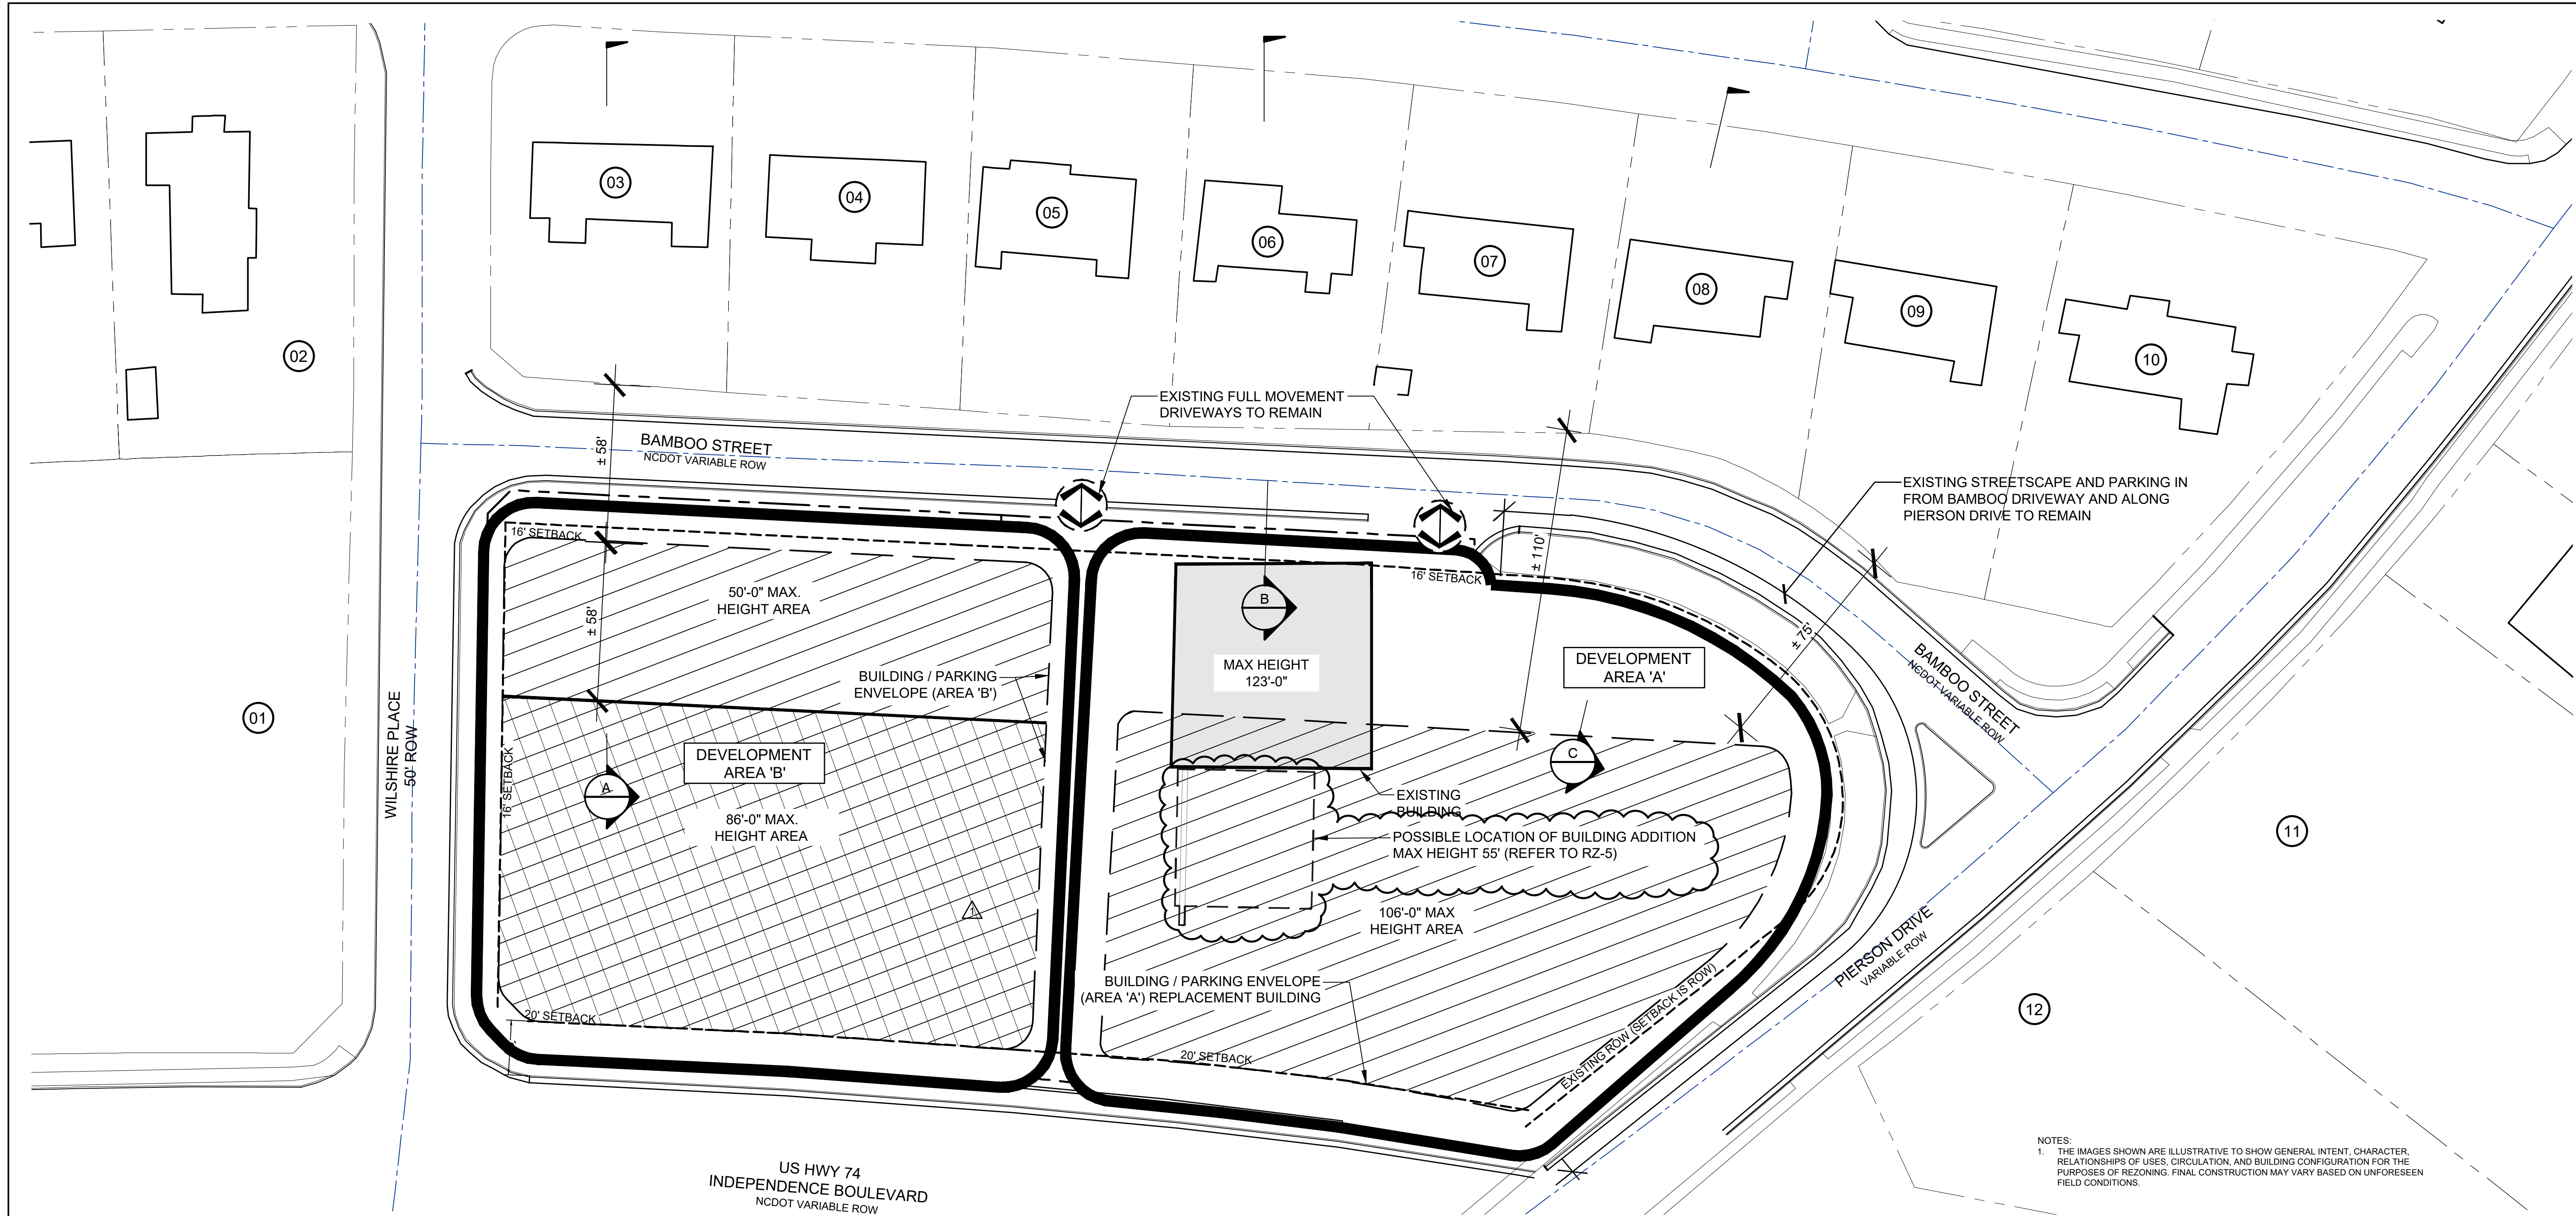 03
04
05
06
07
08
09
10
02
01
11
12
EXISTING FULL MOVEMENT
DRIVEWAYS TO REMAIN
± 58'
BAMBOO STREET
NCDOT VARIABLE ROW
EXISTING STREETSCAPE AND PARKING IN
FROM BAMBOO DRIVEWAY AND ALONG
PIERSON DRIVE TO REMAIN
16' SETBACK
50'-0" MAX.
HEIGHT AREA
± 58'
BUILDING / PARKING
ENVELOPE (AREA 'B')
B
MAX HEIGHT
123'-0"
16' SETBACK
± 110'
DEVELOPMENT
AREA 'A'
± 75'
BAMBOO STREET
NCDOT VARIABLE ROW
WILSHIRE PLACE
50' ROW
16' SETBACK
DEVELOPMENT
AREA 'B'
A
86'-0" MAX.
HEIGHT AREA
1
C
EXISTING
BUILDING
POSSIBLE LOCATION OF BUILDING ADDITION
MAX HEIGHT 55' (REFER TO RZ-5)
106'-0" MAX
HEIGHT AREA
BUILDING / PARKING ENVELOPE
(AREA 'A') REPLACEMENT BUILDING
20' SETBACK
20' SETBACK
EXISTING ROW (SETBACK IS ROW)
PIERSON DRIVE
VARIABLE ROW
US HWY 74
INDEPENDENCE BOULEVARD
NCDOT VARIABLE ROW
NOTES:
1. THE IMAGES SHOWN ARE ILLUSTRATIVE TO SHOW GENERAL INTENT, CHARACTER,
RELATIONSHIPS OF USES, CIRCULATION, AND BUILDING CONFIGURATION FOR THE
PURPOSES OF REZONING. FINAL CONSTRUCTION MAY VARY BASED ON UNFORESEEN
FIELD CONDITIONS.